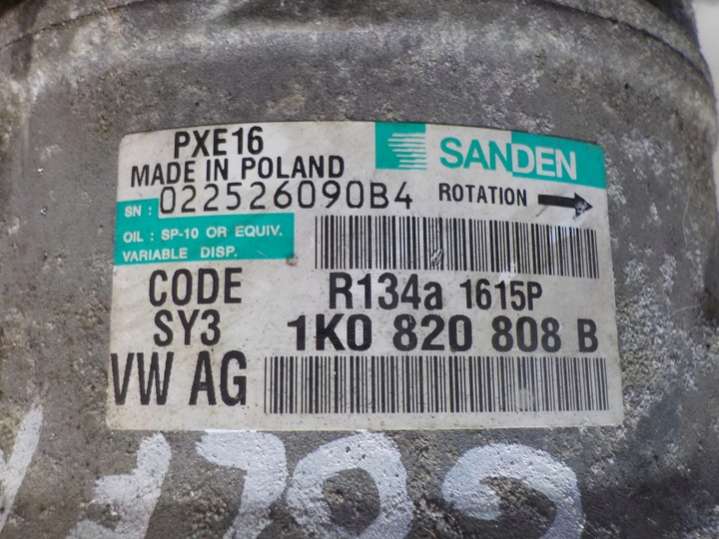 PXE16
SANDEN
MADE IN POLAND
SN : 022526090B4
ROTATION
OIL : SP-10 OR EQUIV.
VARIABLE DISP.
CODE
R134a 1615P
SY3
1K0 820 808 B
VW AG